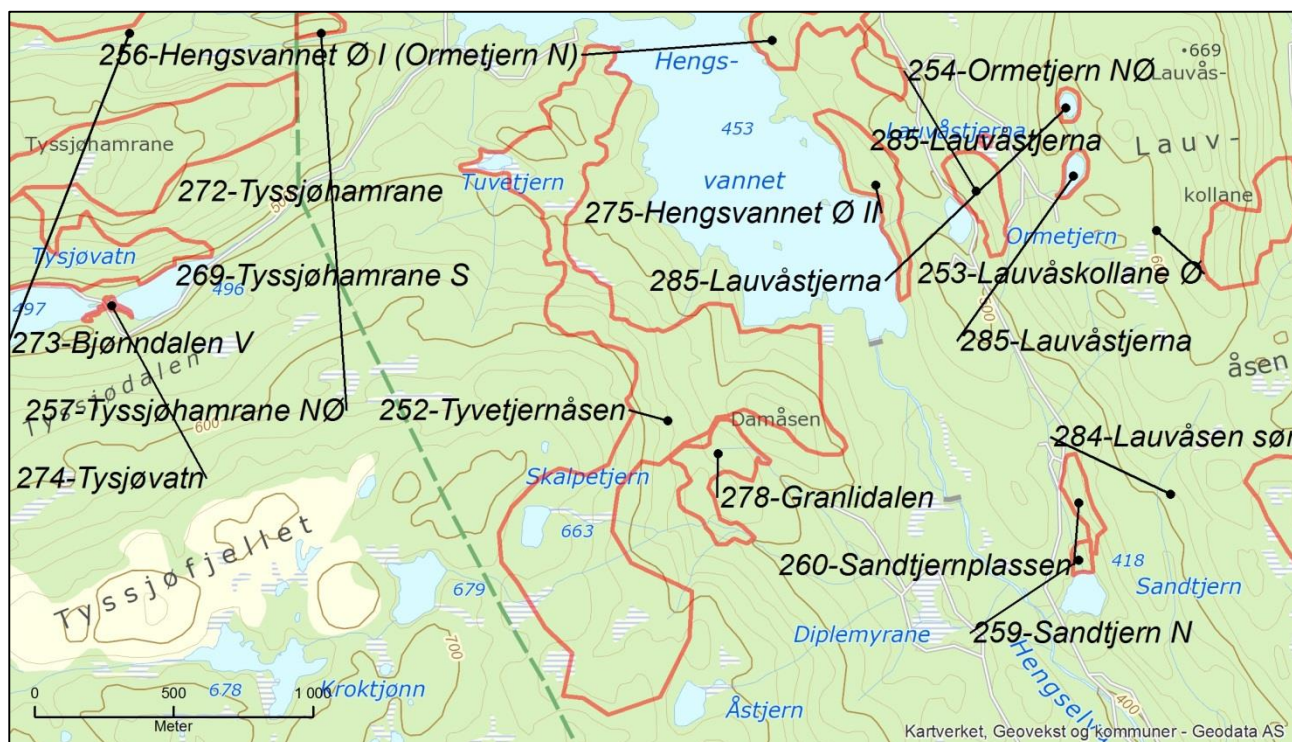 256-Hengsvannet Ø I (Ormetjern N)
Hengs-
vannet
453
•669
Lauvås-
kollane
254-Ormetjern NØ
Lauvåstjerna
285-Lauvåstjerna
Lauv-
åsen
Tyssjøhamrane
272-Tyssjøhamrane
Tuvetjern
275-Hengsvannet Ø II
Ormetjern
Tysjøvatn
269-Tyssjøhamrane S
496
497
285-Lauvåstjerna
253-Lauvåskollane Ø
273-Bjønndalen V
285-Lauvåstjerna
Tyssjødalen
257-Tyssjøhamrane NØ
252-Tyvetjernåsen
Damåsen
600
284-Lauvåsen sør
274-Tysjøvatn
Skalpetjern
278-Granlidalen
663
260-Sandtjernplassen
418
Sandtjern
Tyssjøfjellet
679
Diplemyrane
259-Sandtjern N
700
Hengselv
678
Kroktjønn
Åstjern
400
0 500 1 000
Meter
Kartverket, Geovekst og kommuner - Geodata AS